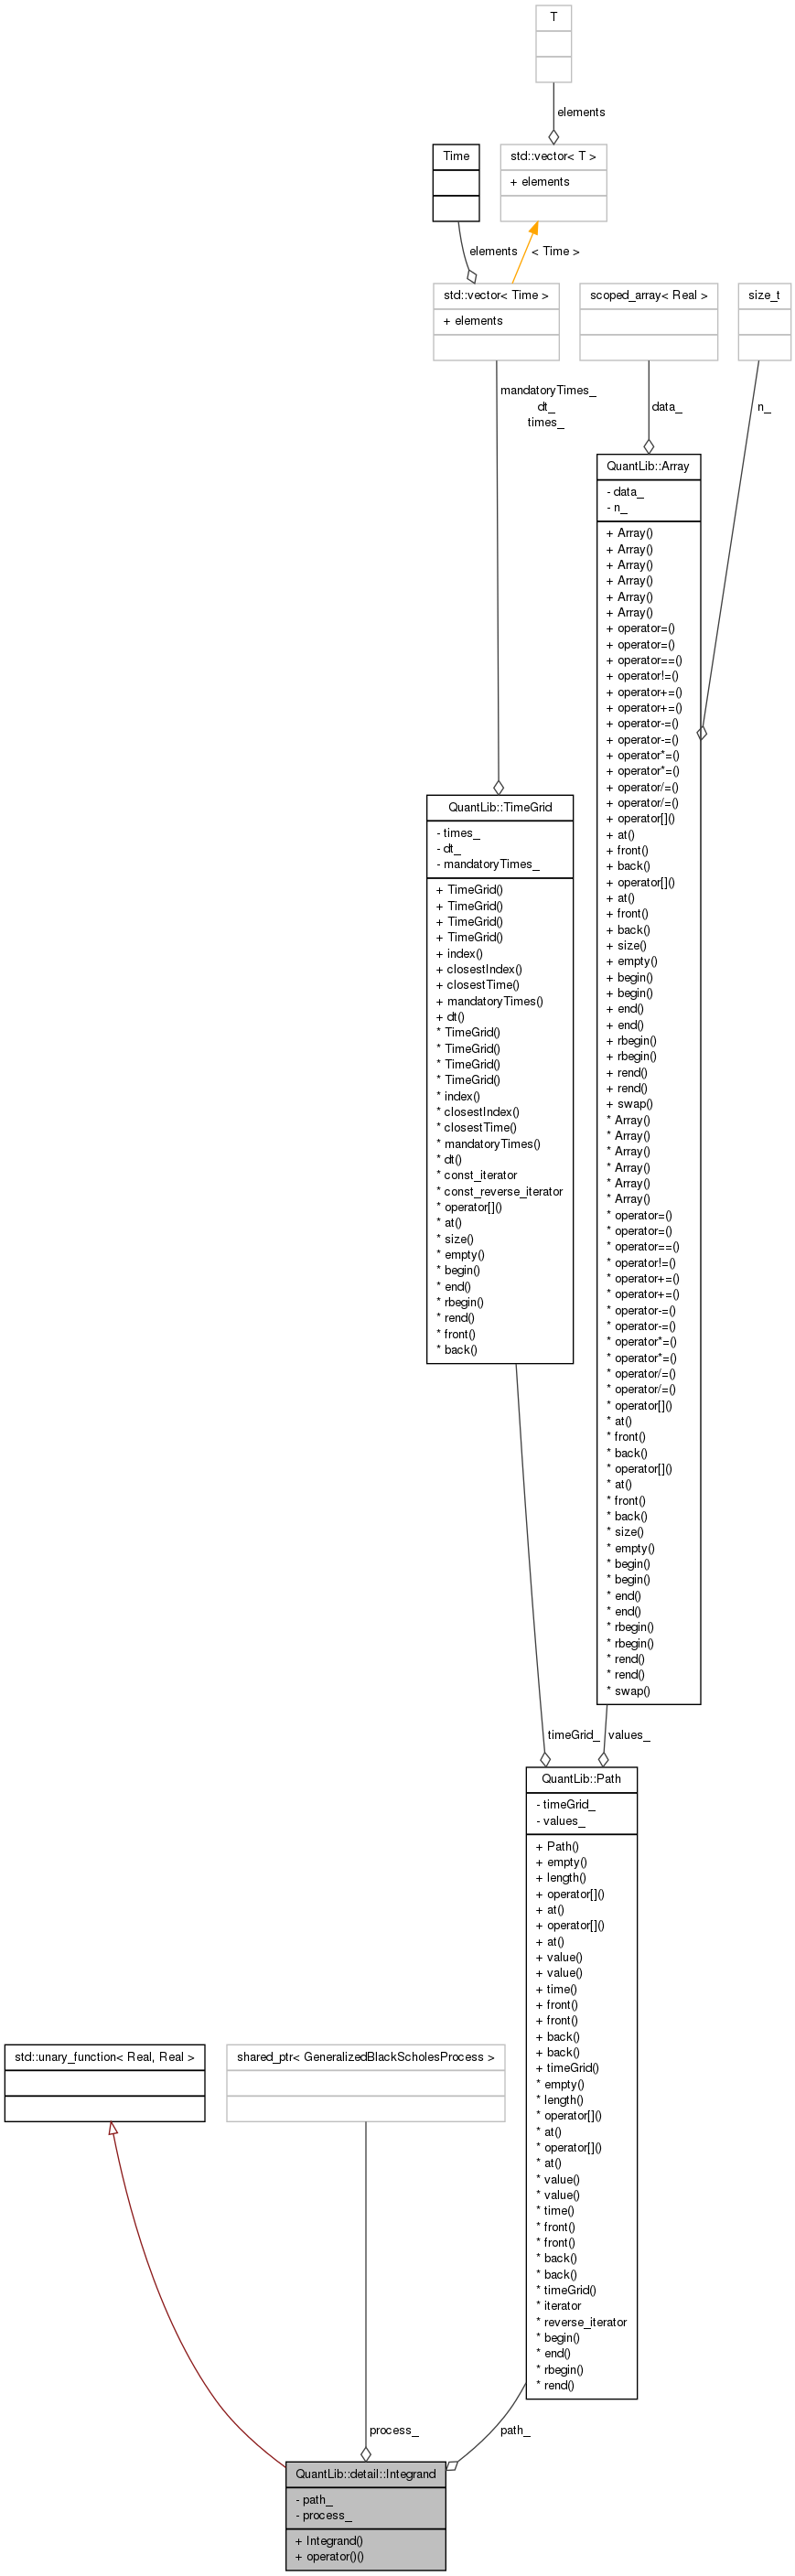 T
elements
Time
std::vector< T >
+ elements
elements
< Time >
std::vector< Time >
+ elements
scoped_array< Real >
size_t
mandatoryTimes_
dt_
times_
data_
n_
QuantLib::Array
- data_
- n_
+ Array()
+ Array()
+ Array()
+ Array()
+ Array()
+ Array()
+ operator=()
+ operator=()
+ operator==()
+ operator!=()
+ operator+=()
+ operator+=()
+ operator-=()
+ operator-=()
+ operator*=()
+ operator*=()
+ operator/=()
+ operator/=()
+ operator[]()
+ at()
+ front()
+ back()
+ operator[]()
+ at()
+ front()
+ back()
+ size()
+ empty()
+ begin()
+ begin()
+ end()
+ end()
+ rbegin()
+ rbegin()
+ rend()
+ rend()
+ swap()
* Array()
* Array()
* Array()
* Array()
* Array()
* Array()
* operator=()
* operator=()
* operator==()
* operator!=()
* operator+=()
* operator+=()
* operator-=()
* operator-=()
* operator*=()
* operator*=()
* operator/=()
* operator/=()
* operator[]()
* at()
* front()
* back()
* operator[]()
* at()
* front()
* back()
* size()
* empty()
* begin()
* begin()
* end()
* end()
* rbegin()
* rbegin()
* rend()
* rend()
* swap()
QuantLib::TimeGrid
- times_
- dt_
- mandatoryTimes_
+ TimeGrid()
+ TimeGrid()
+ TimeGrid()
+ TimeGrid()
+ index()
+ closestIndex()
+ closestTime()
+ mandatoryTimes()
+ dt()
* TimeGrid()
* TimeGrid()
* TimeGrid()
* TimeGrid()
* index()
* closestIndex()
* closestTime()
* mandatoryTimes()
* dt()
* const_iterator
* const_reverse_iterator
* operator[]()
* at()
* size()
* empty()
* begin()
* end()
* rbegin()
* rend()
* front()
* back()
timeGrid_
values_
QuantLib::Path
- timeGrid_
- values_
+ Path()
+ empty()
+ length()
+ operator[]()
+ at()
+ operator[]()
+ at()
+ value()
+ value()
+ time()
+ front()
+ front()
+ back()
+ back()
+ timeGrid()
* empty()
* length()
* operator[]()
* at()
* operator[]()
* at()
* value()
* value()
* time()
* front()
* front()
* back()
* back()
* timeGrid()
* iterator
* reverse_iterator
* begin()
* end()
* rbegin()
* rend()
std::unary_function< Real, Real >
shared_ptr< GeneralizedBlackScholesProcess >
process_
path_
QuantLib::detail::Integrand
- path_
- process_
+ Integrand()
+ operator()()